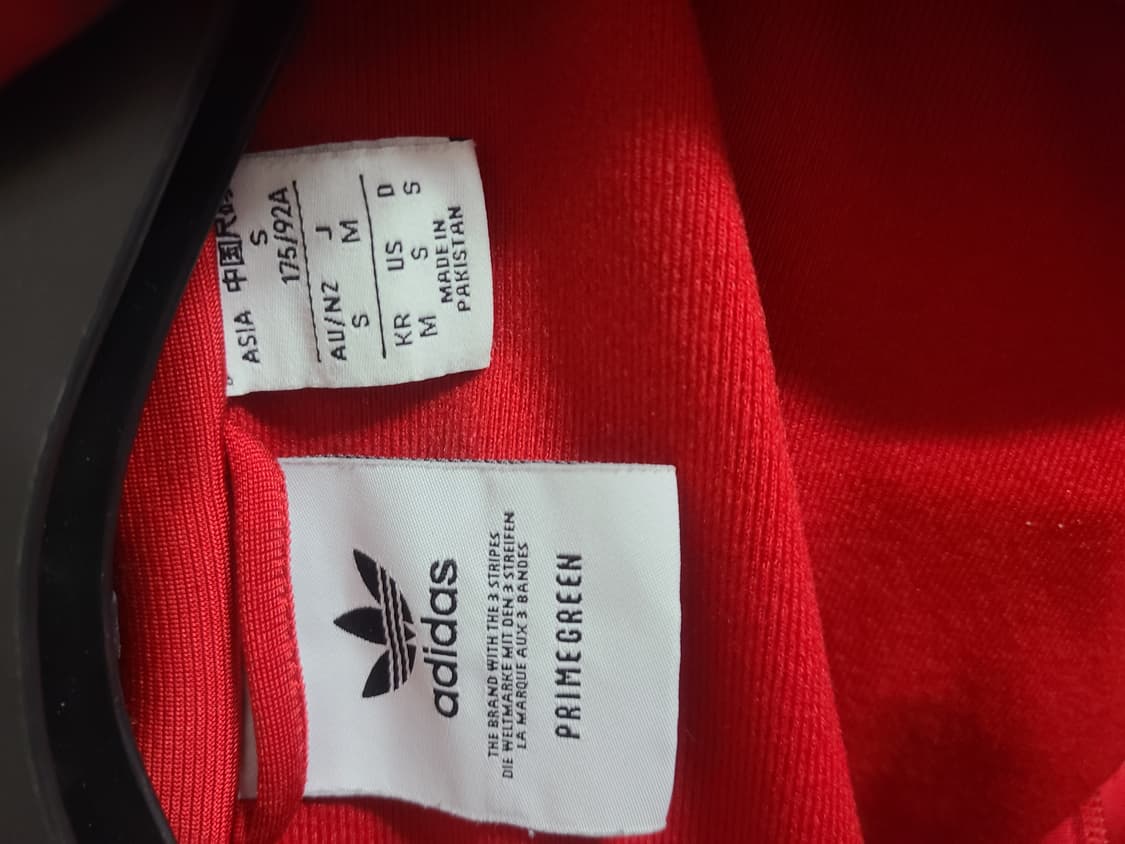 adidas
THE BRAND WITH THE 3 STRIPES
DIE WELTMARKE MIT DEN 3 STREIFEN
LA MARQUE AUX 3 BANDES
PRIMEGREEN
ASIA 中国
S
175/92A
AU/NZ J
S M
KR US D
M S S
MADE IN
PAKISTAN